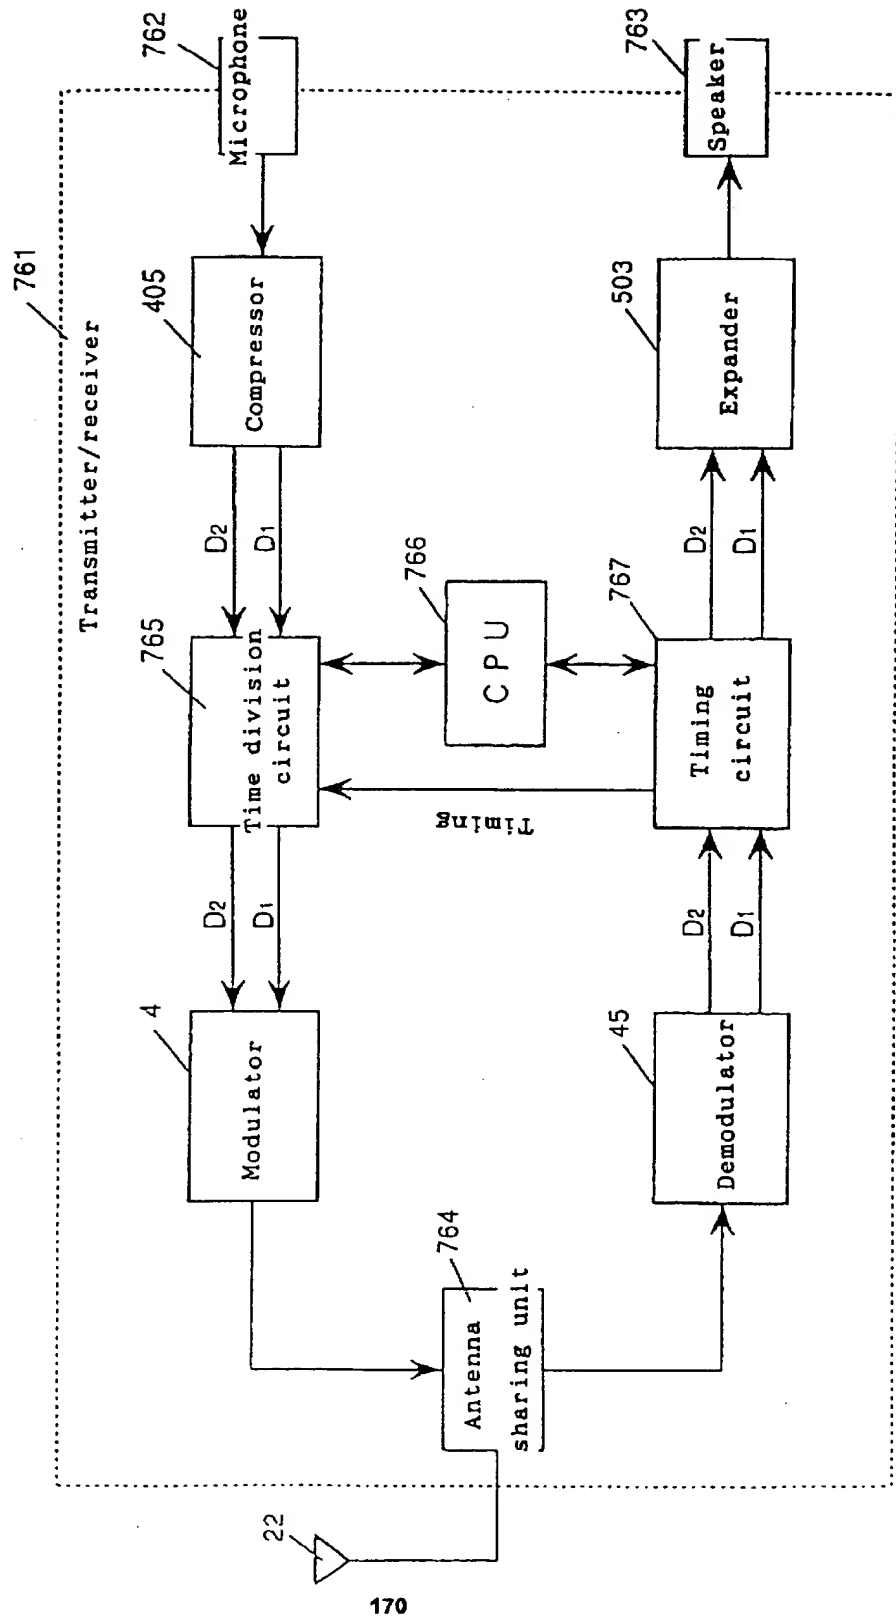 761
Transmitter/receiver
762
Microphone
405
Compressor
D2
D1
765
Time division
circuit
D2
D1
4
Modulator
764
Antenna
sharing unit
22
766
CPU
Timing
45
Demodulator
D2
D1
767
Timing
circuit
D2
D1
503
Expander
763
Speaker
170